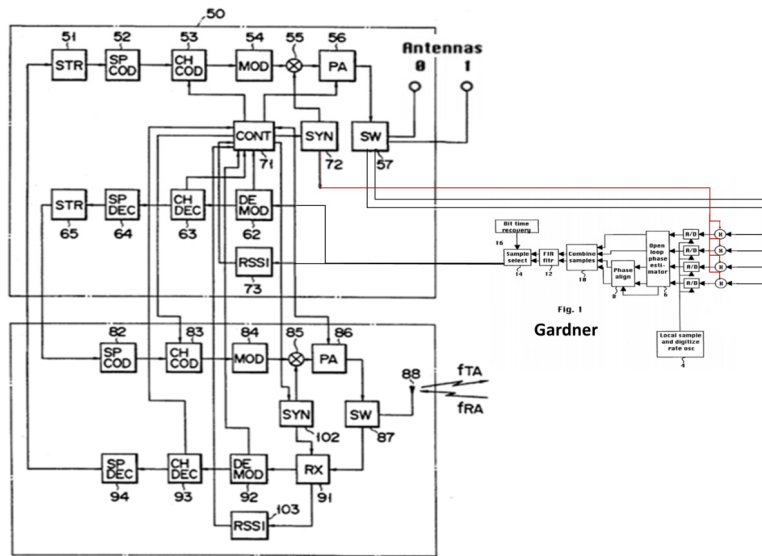 50
51 52 53 54 55 56
STR
SP
COD
CH
COD
MOD
PA
Antennas
0 1
CONT
71
SYN
72
SW
57
STR
65
SP
DEC
64
CH
DEC
63
DE
MOD
62
RSSI
73
Bit time
recovery
16
Sample
select
14
FIR
fltr
12
Combine
samples
10
Phase
align
8
Open
loop
phase
esti-
mator
6
A/D
A/D
A/D
A/D
X
X
X
X
Fig. 1
Gardner
Local sample
and digitize
rate osc
4
82 83 84 85 86
SP
COD
CH
COD
MOD
PA
88
fTA
fRA
SYN
102
SW
87
SP
DEC
94
CH
DEC
93
DE
MOD
92
RX
91
103
RSSI